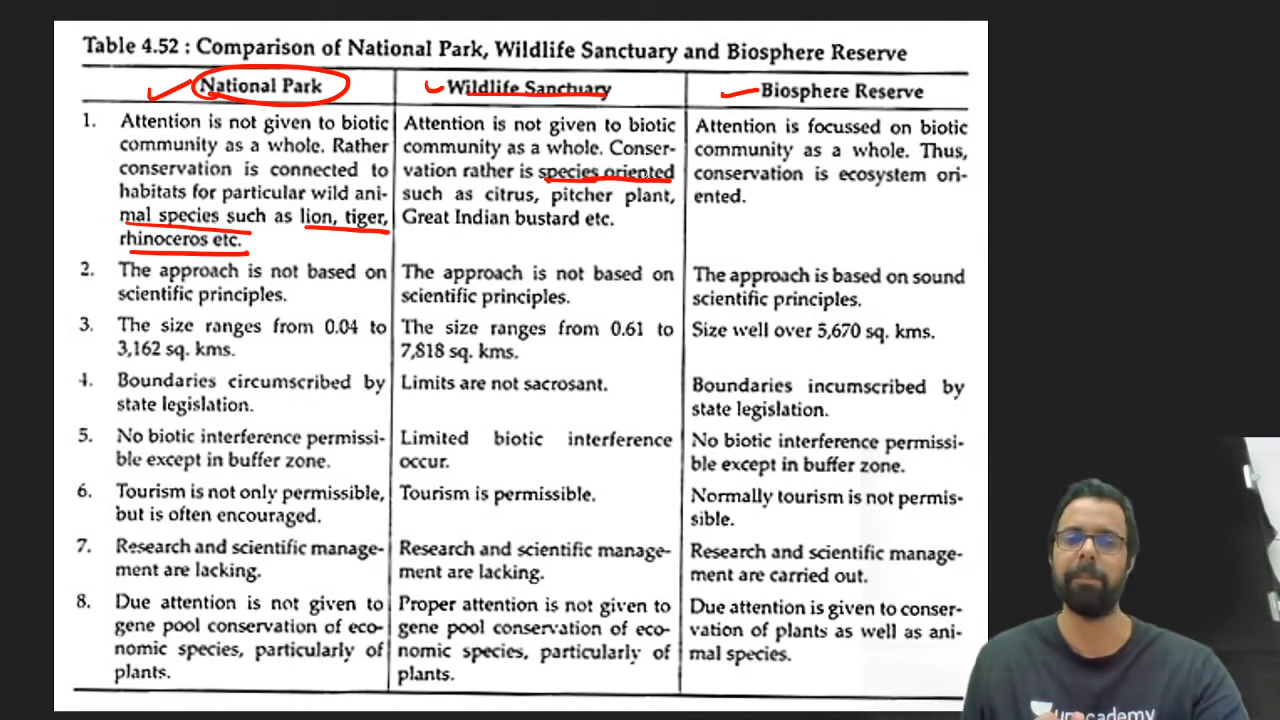 Table 4.52 : Comparison of National Park, Wildlife Sanctuary and Biosphere Reserve
National Park
Wildlife Sanctuary
Biosphere Reserve
1. Attention is not given to biotic
community as a whole. Rather
conservation is connected to
habitats for particular wild ani-
mal species such as lion, tiger,
rhinoceros etc.
Attention is not given to biotic
community as a whole. Conser-
vation rather is species oriented
such as citrus, pitcher plant,
Great Indian bustard etc.
Attention is focussed on biotic
community as a whole. Thus,
conservation is ecosystem ori-
ented.
2. The approach is not based on
scientific principles.
The approach is not based on
scientific principles.
The approach is based on sound
scientific principles.
3. The size ranges from 0.04 to
3,162 sq. kms.
The size ranges from 0.61 to
7,818 sq. kms.
Size well over 5,670 sq. kms.
4. Boundaries circumscribed by
state legislation.
Limits are not sacrosant.
Boundaries incumscribed by
state legislation.
5. No biotic interference permissi-
ble except in buffer zone.
Limited biotic interference
occur.
No biotic interference permissi-
ble except in buffer zone.
6. Tourism is not only permissible,
but is often encouraged.
Tourism is permissible.
Normally tourism is not permis-
sible.
7. Research and scientific manage-
ment are lacking.
Research and scientific manage-
ment are lacking.
Research and scientific manage-
ment are carried out.
8. Due attention is not given to
gene pool conservation of eco-
nomic species, particularly of
plants.
Proper attention is not given to
gene pool conservation of eco-
nomic species, particularly of
plants.
Due attention is given to conser-
vation of plants as well as ani-
mal species.